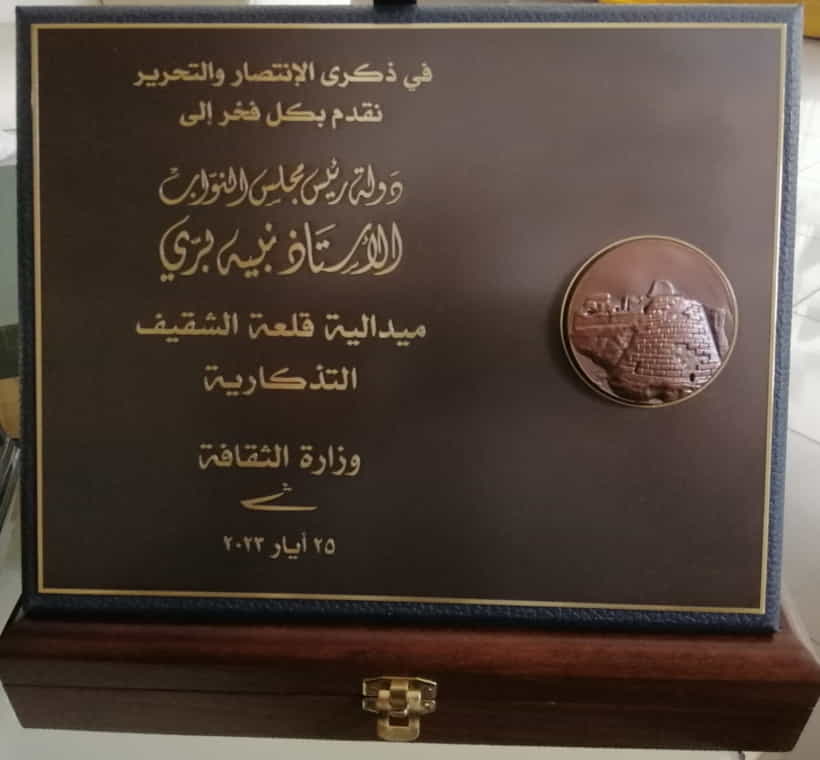 في ذكرى الإنتصار والتحرير
نقدم بكل فخر إلى
دولة رئيس مجلس النواب
الأستاذ نبيه برّي
ميدالية قلعة الشقيف
التذكارية
وزارة الثقافة
٢٥ أيار ٢٠٢٣